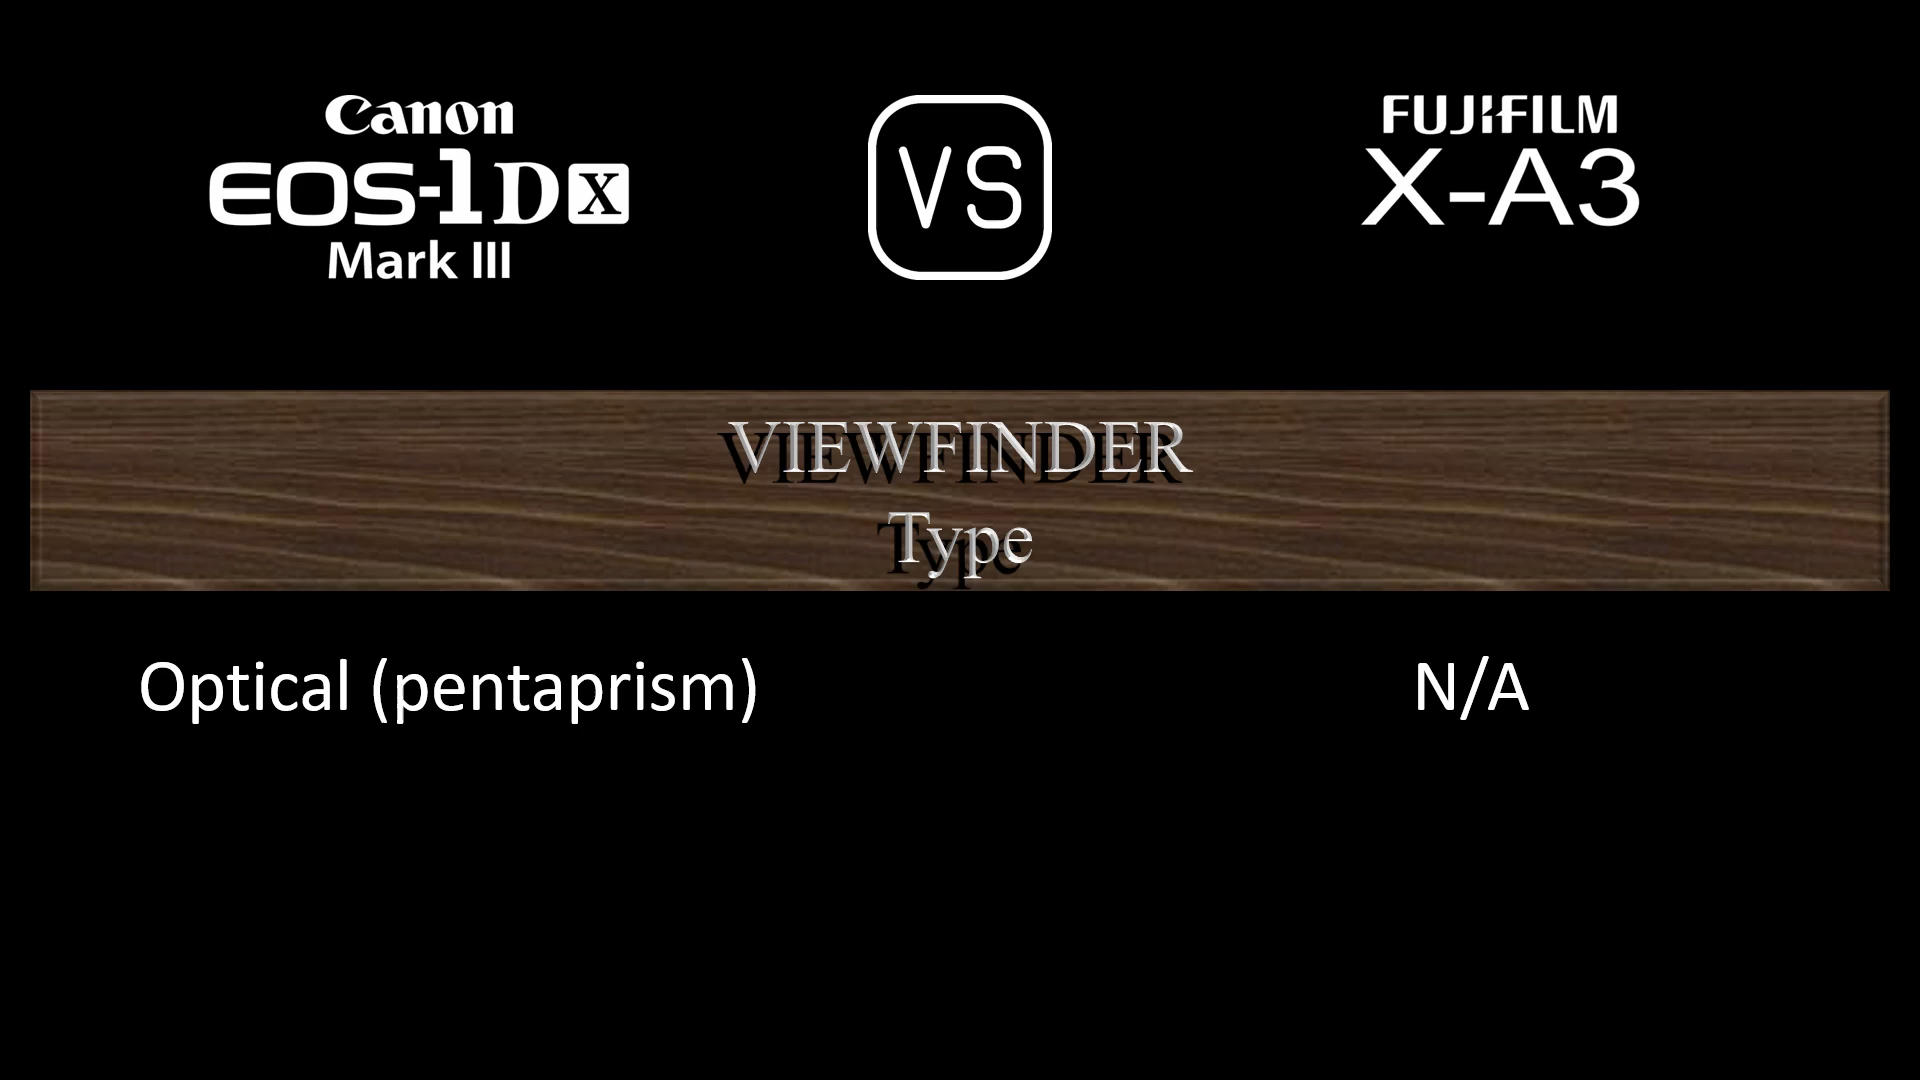 Canon
EOS-1D X
Mark III
VS
FUJIFILM
X-A3
VIEWFINDER
Type
Optical (pentaprism)
N/A